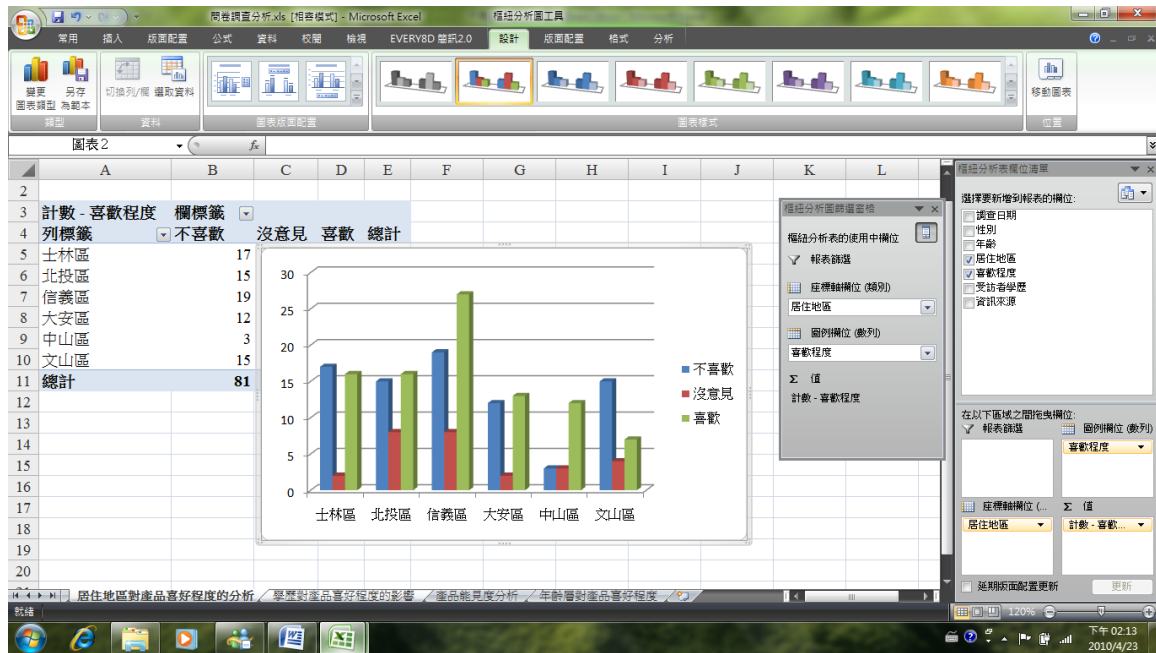 問卷調查分析.xls [相容模式] - Microsoft Excel
樞紐分析圖工具
常用 插入 版面配置 公式 資料 校閱 檢視 EVERY8D 簡訊2.0 設計 版面配置 格式 分析
變更 圖表類型
另存 為範本
切換列/欄
選取資料
移動圖表
類型 資料 圖表版面配置 圖表樣式 位置
圖表 2
fx
A B C D E F G H I J K L
2
3 計數 - 喜歡程度 欄標籤
4 列標籤 不喜歡 沒意見 喜歡 總計
5 士林區 17
6 北投區 15
7 信義區 19
8 大安區 12
9 中山區 3
10 文山區 15
11 總計 81
12
13
14
15
16
17
18
19
20
30
25
20
15
10
5
0
士林區 北投區 信義區 大安區 中山區 文山區
不喜歡
沒意見
喜歡
樞紐分析圖篩選窗格
樞紐分析表的使用中欄位
報表篩選
座標軸欄位 (類別)
居住地區
圖例欄位 (數列)
喜歡程度
Σ 值
計數 - 喜歡程度
樞紐分析表欄位清單
選擇要新增到報表的欄位:
調查日期
性別
年齡
居住地區
喜歡程度
受訪者學歷
資訊來源
在以下區域之間拖曳欄位:
報表篩選 圖例欄位 (數列)
喜歡程度
座標軸欄位 (... Σ 值
居住地區 計數 - 喜歡...
延期版面配置更新 更新
居住地區對產品喜好程度的分析 學歷對產品喜好程度的影響 產品能見度分析 年齡層對產品喜好程度
就緒
120%
下午 02:13
2010/4/23